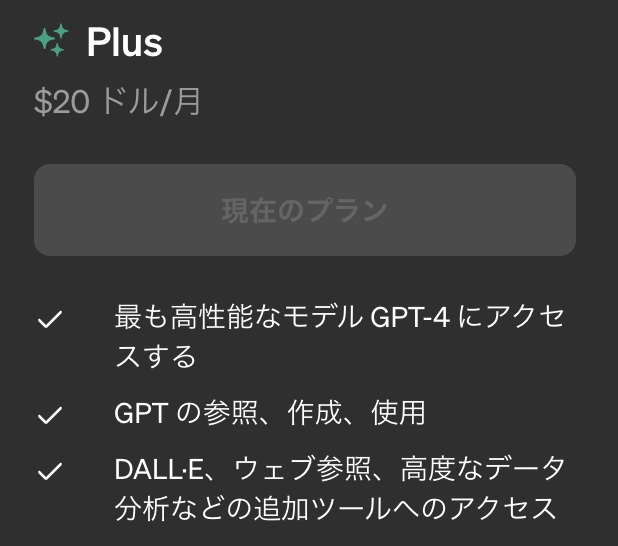 Plus
$20 ドル/月
現在のプラン
最も高性能なモデル GPT-4 にアクセ
スする
GPT の参照、作成、使用
DALL·E、ウェブ参照、高度なデータ
分析などの追加ツールへのアクセス